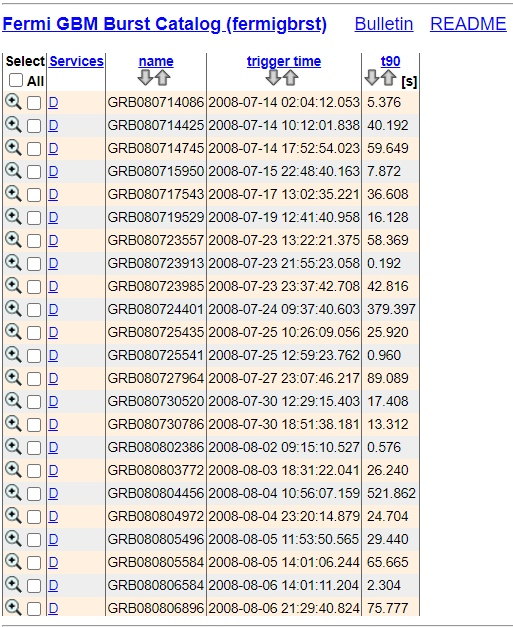 Fermi GBM Burst Catalog (fermigbrst) Bulletin README
Select Services name trigger time t90
All [s]
D GRB080714086 2008-07-14 02:04:12.053 5.376
D GRB080714425 2008-07-14 10:12:01.838 40.192
D GRB080714745 2008-07-14 17:52:54.023 59.649
D GRB080715950 2008-07-15 22:48:40.163 7.872
D GRB080717543 2008-07-17 13:02:35.221 36.608
D GRB080719529 2008-07-19 12:41:40.958 16.128
D GRB080723557 2008-07-23 13:22:21.375 58.369
D GRB080723913 2008-07-23 21:55:23.058 0.192
D GRB080723985 2008-07-23 23:37:42.708 42.816
D GRB080724401 2008-07-24 09:37:40.603 379.397
D GRB080725435 2008-07-25 10:26:09.056 25.920
D GRB080725541 2008-07-25 12:59:23.762 0.960
D GRB080727964 2008-07-27 23:07:46.217 89.089
D GRB080730520 2008-07-30 12:29:15.403 17.408
D GRB080730786 2008-07-30 18:51:38.181 13.312
D GRB080802386 2008-08-02 09:15:10.527 0.576
D GRB080803772 2008-08-03 18:31:22.041 26.240
D GRB080804456 2008-08-04 10:56:07.159 521.862
D GRB080804972 2008-08-04 23:20:14.879 24.704
D GRB080805496 2008-08-05 11:53:50.565 29.440
D GRB080805584 2008-08-05 14:01:06.244 65.665
D GRB080806584 2008-08-06 14:01:11.204 2.304
D GRB080806896 2008-08-06 21:29:40.824 75.777